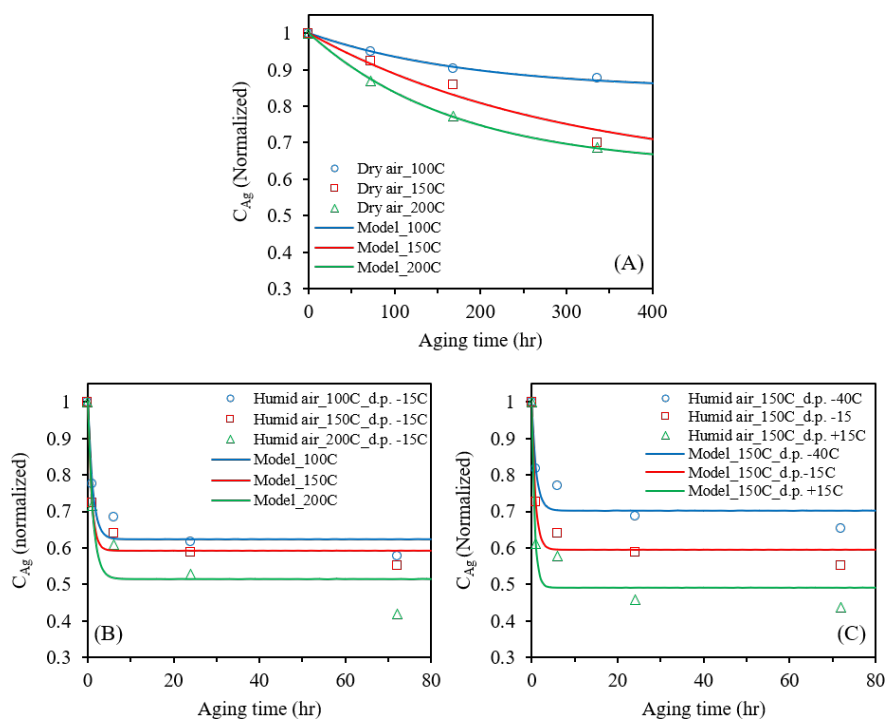 C_Ag (Normalized)
1
0.9
0.8
0.7
0.6
0.5
0.4
0.3
Dry air_100C
Dry air_150C
Dry air_200C
Model_100C
Model_150C
Model_200C
(A)
0 100 200 300 400
Aging time (hr)
C_Ag (normalized)
1
0.9
0.8
0.7
0.6
0.5
0.4
0.3
Humid air_100C_d.p. -15C
Humid air_150C_d.p. -15C
Humid air_200C_d.p. -15C
Model_100C
Model_150C
Model_200C
(B)
0 20 40 60 80
Aging time (hr)
C_Ag (Normalized)
1
0.9
0.8
0.7
0.6
0.5
0.4
0.3
Humid air_150C_d.p. -40C
Humid air_150C_d.p. -15
Humid air_150C_d.p. +15C
Model_150C_d.p. -40C
Model_150C_d.p.-15C
Model_150C_d.p. +15C
(C)
0 20 40 60 80
Aging time (hr)